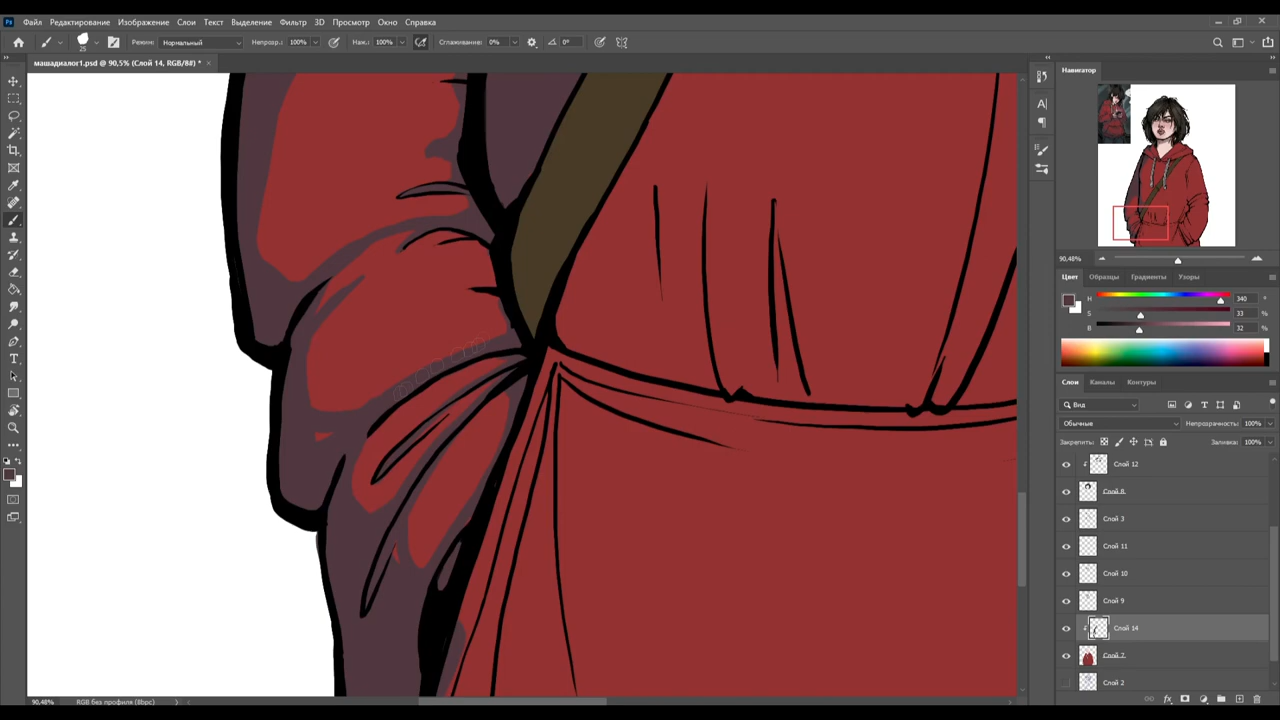 Ps Файл Редактирование Изображение Слои Текст Выделение Фильтр 3D Просмотр Окно Справка
25 Режим: Нормальный Непрозр.: 100% Наж.: 100% Сглаживание: 0% 0°
машадиалог1.psd @ 90,5% (Слой 14, RGB/8#) * ×
Навигатор
90,48%
Цвет Образцы Градиенты Узоры
H 340 °
S 33 %
B 32 %
Слои Каналы Контуры
Вид
Обычные Непрозрачность: 100%
Закрепить: Заливка: 100%
Слой 12
Слой 8
Слой 3
Слой 11
Слой 10
Слой 9
Слой 14
Слой 7
Слой 2
90,48% RGB без профиля (8bpc)